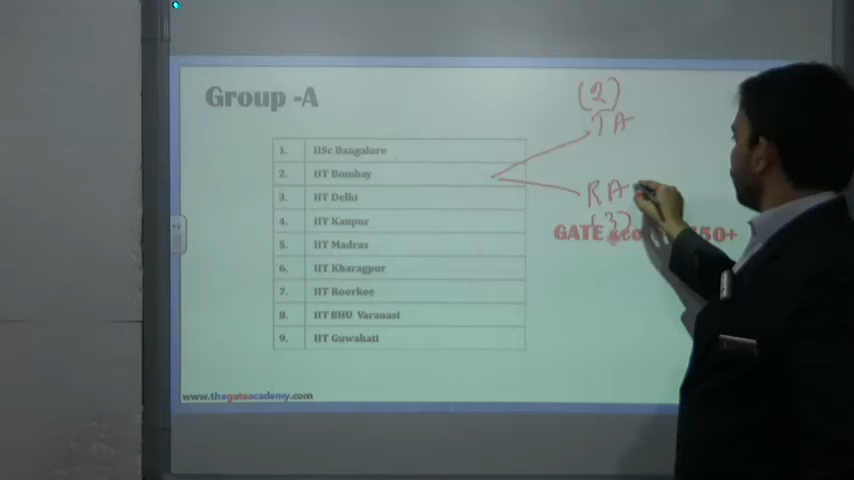 Group -A
(2)
TA
1. IISc Bangalore
2. IIT Bombay
3. IIT Delhi
RA
(3)
4. IIT Kanpur
GATE 650+
5. IIT Madras
6. IIT Kharagpur
7. IIT Roorkee
8. IIT BHU Varanasi
9. IIT Guwahati
www.thegateacademy.com